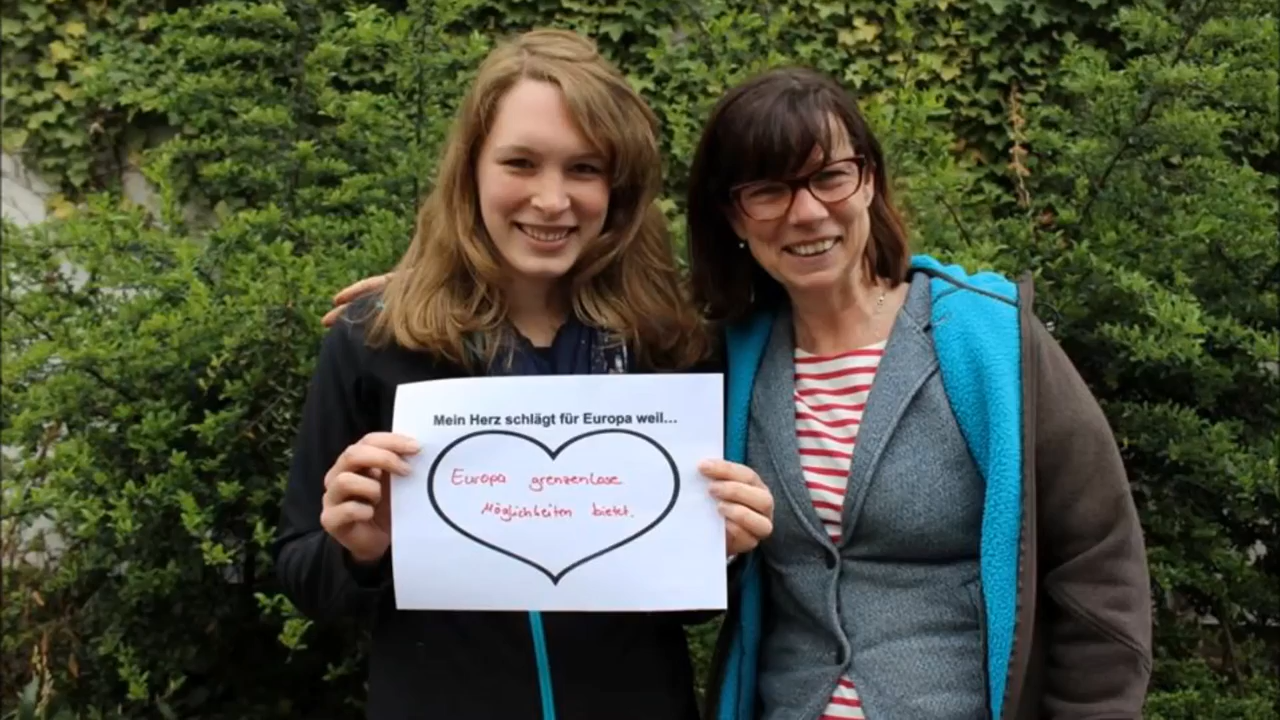 Mein Herz schlägt für Europa weil...
Europa grenzenlose
Möglichkeiten bietet.